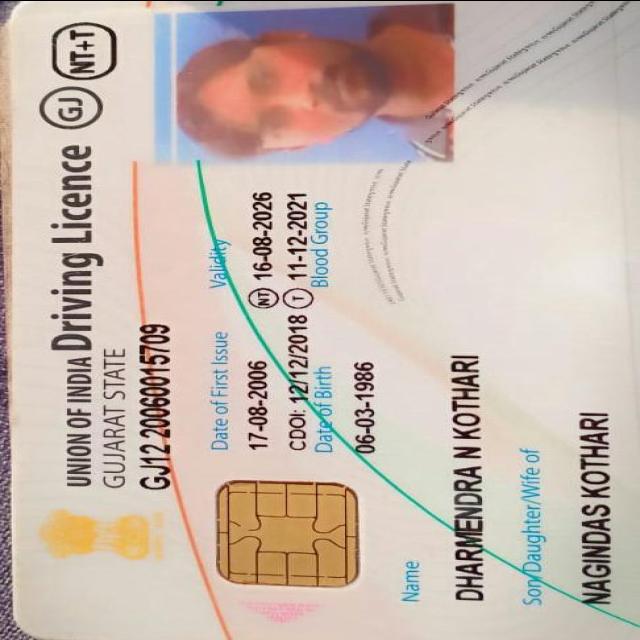 UNION OF INDIA Driving Licence GJ NT+T
GUJARAT STATE
GJ12 20060015709
Date of First Issue Validity
17-08-2006 NT 16-08-2026
CDOI: 12/12/2018 T 11-12-2021
Date of Birth Blood Group
06-03-1986
Name
DHARMENDRA N KOTHARI
Son/Daughter/Wife of
NAGINDAS KOTHARI